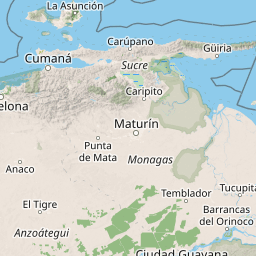 La Asunción
Carúpano
Güiria
Cumaná
Sucre
elona
Caripito
Maturín
Punta
de Mata
Monagas
Anaco
Temblador
Tucupita
El Tigre
Barrancas
del Orinoco
Anzoátegui
Ciudad Guayana